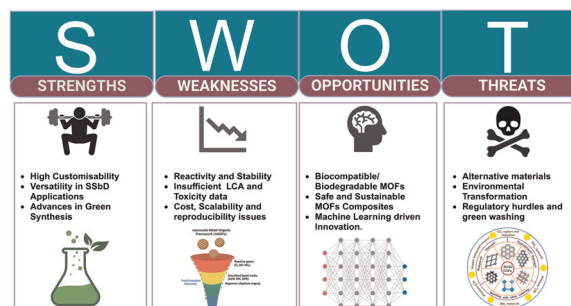 S W O T
STRENGTHS WEAKNESSES OPPORTUNITIES THREATS
• High Customisability
• Versatility in SSbD
Applications
• Advances in Green
Synthesis
• Reactivity and Stability
• Insufficient LCA and
Toxicity data
• Cost, Scalability and
reproducibility issues
• Biocompatible/
Biodegradable MOFs
• Safe and Sustainable
MOFs Composites
• Machine Learning driven
Innovation.
• Alternative materials
• Environmental
Transformation
• Regulatory hurdles and
green washing